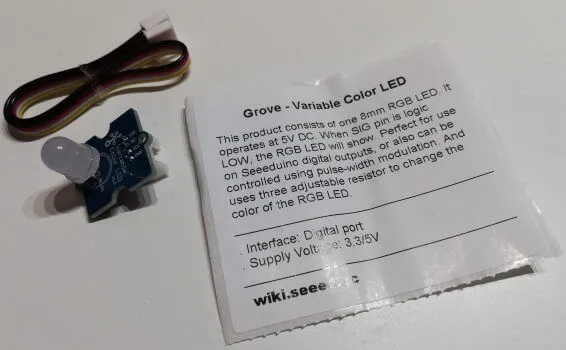 Grove - Variable Color LED
This product consists of one 8mm RGB LED. It
operates at 5V DC. When SIG pin is logic
LOW, the RGB LED will show. Perfect for use
on Seeeduino digital outputs, or also can be
controlled using pulse-width modulation. And
uses three adjustable resistor to change the
color of the RGB LED.
Interface: Digital port
Supply 3.3/5V
Color LED